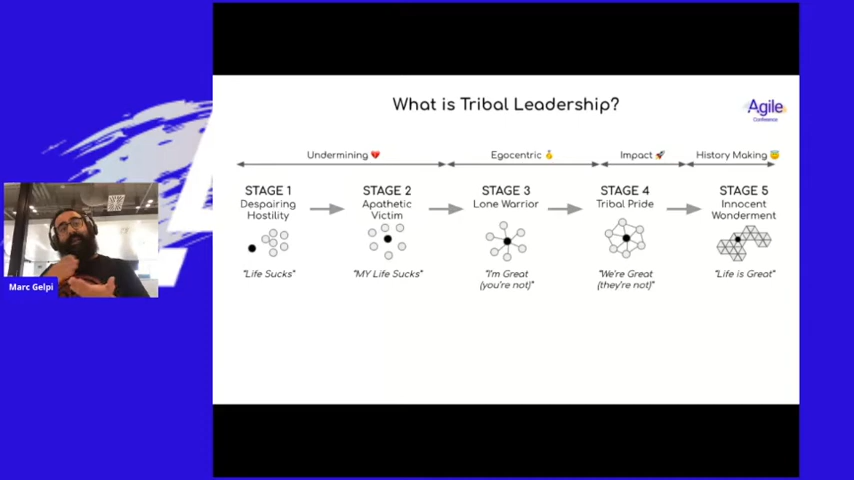 What is Tribal Leadership?
Agile
Conference
Undermining 💔
Egocentric 🥇
Impact 🚀
History Making 😇
STAGE 1
Despairing
Hostility
"Life Sucks"
STAGE 2
Apathetic
Victim
"MY Life Sucks"
STAGE 3
Lone Warrior
"I'm Great
(you're not)"
STAGE 4
Tribal Pride
"We're Great
(they're not)"
STAGE 5
Innocent
Wonderment
"Life is Great"
Marc Gelpi